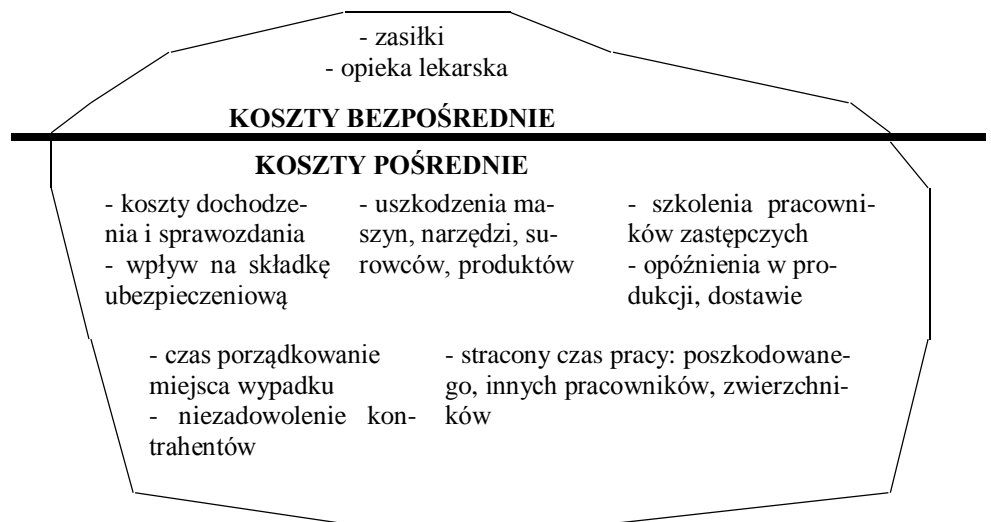 - zasiłki
- opieka lekarska
KOSZTY BEZPOŚREDNIE
KOSZTY POŚREDNIE
- koszty dochodze-
nia i sprawozdania
- wpływ na składkę
ubezpieczeniową
- uszkodzenia ma-
szyn, narzędzi, su-
rowców, produktów
- szkolenia pracowni-
ków zastępczych
- opóźnienia w pro-
dukcji, dostawie
- czas porządkowanie
miejsca wypadku
- niezadowolenie kon-
trahentów
- stracony czas pracy: poszkodowane-
go, innych pracowników, zwierzchni-
ków